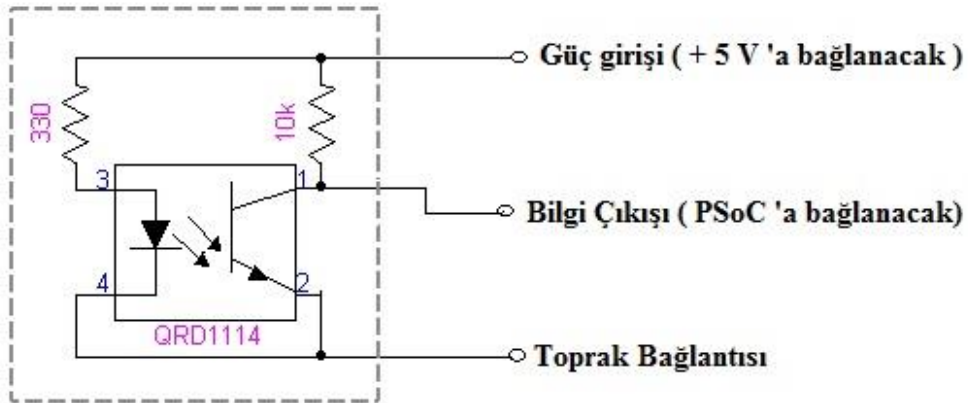 Güç girişi ( + 5 V 'a bağlanacak )
330
10k
3
1
Bilgi Çıkışı ( PSoC 'a bağlanacak)
4
2
QRD1114
Toprak Bağlantısı